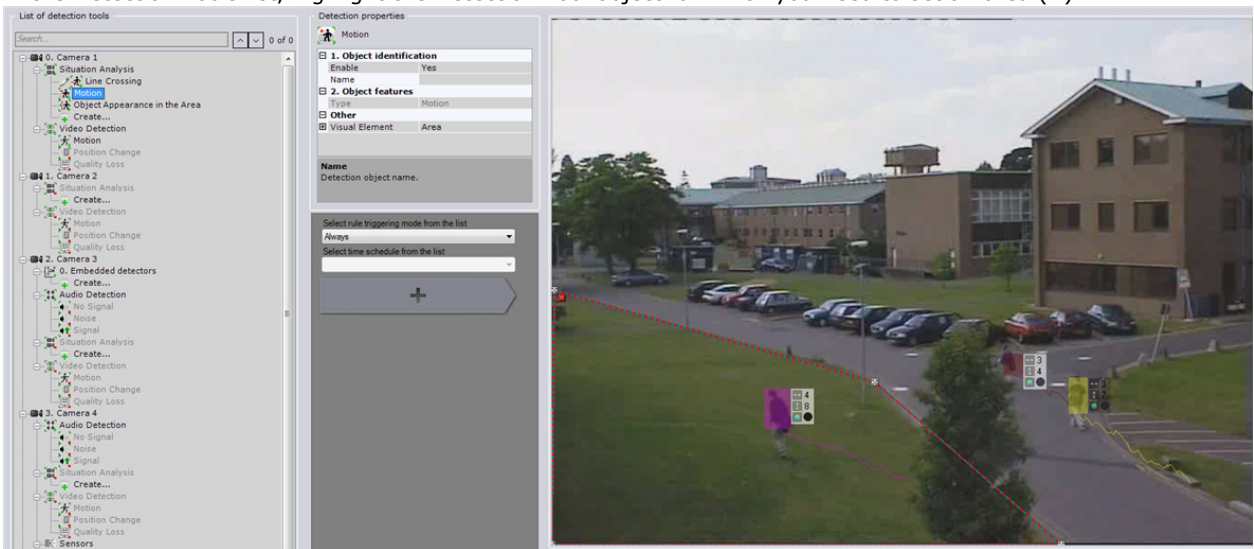 List of detection tools
Search...
0 of 0
0. Camera 1
Situation Analysis
Line Crossing
Motion
Object Appearance in the Area
Create...
Video Detection
Motion
Position Change
Quality Loss
1. Camera 2
Situation Analysis
Create...
Video Detection
Motion
Position Change
Quality Loss
2. Camera 3
0. Embedded detectors
Create...
Audio Detection
No Signal
Noise
Signal
Situation Analysis
Create...
Video Detection
Motion
Position Change
Quality Loss
3. Camera 4
Audio Detection
No Signal
Noise
Signal
Situation Analysis
Create...
Video Detection
Motion
Position Change
Quality Loss
Sensors
Detection properties
Motion
1. Object identification
Enable Yes
Name
2. Object features
Type Motion
Other
Visual Element Area
Name
Detection object name.
Select rule triggering mode from the list
Always
Select time schedule from the list
+
4
8
3
4
7